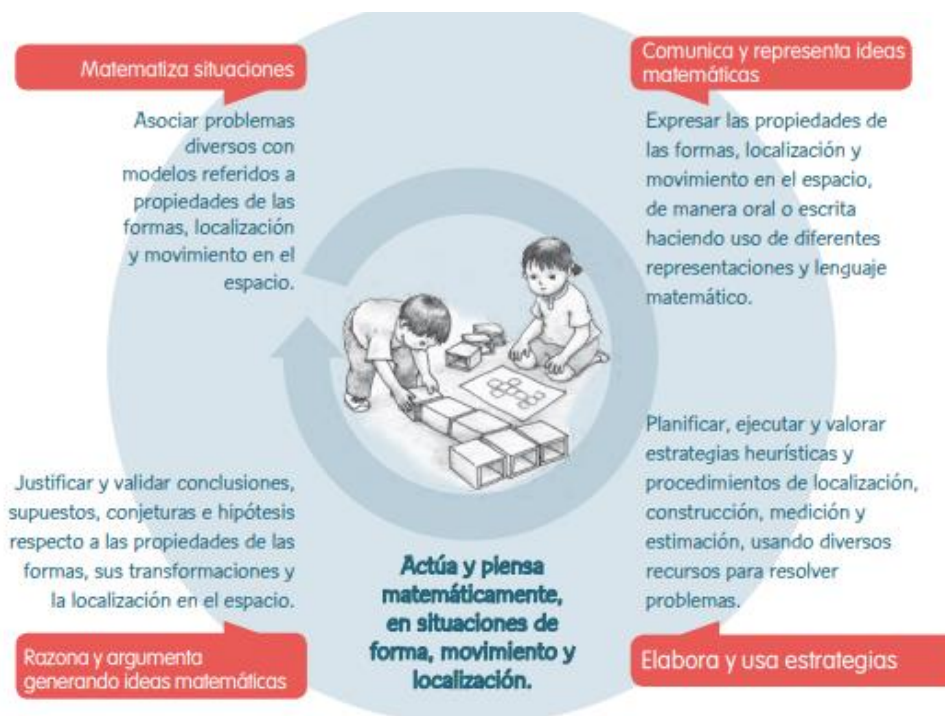 Matematiza situaciones
Asociar problemas
diversos con
modelos referidos a
propiedades de las
formas, localización
y movimiento en el
espacio.
Comunica y representa ideas
matemáticas
Expresar las propiedades de
las formas, localización y
movimiento en el espacio,
de manera oral o escrita
haciendo uso de diferentes
representaciones y lenguaje
matemático.
Justificar y validar conclusiones,
supuestos, conjeturas e hipótesis
respecto a las propiedades de las
formas, sus transformaciones y
la localización en el espacio.
Razona y argumenta
generando ideas matemáticas
Actúa y piensa
matemáticamente,
en situaciones de
forma, movimiento y
localización.
Planificar, ejecutar y valorar
estrategias heurísticas y
procedimientos de localización,
construcción, medición y
estimación, usando diversos
recursos para resolver
problemas.
Elabora y usa estrategias